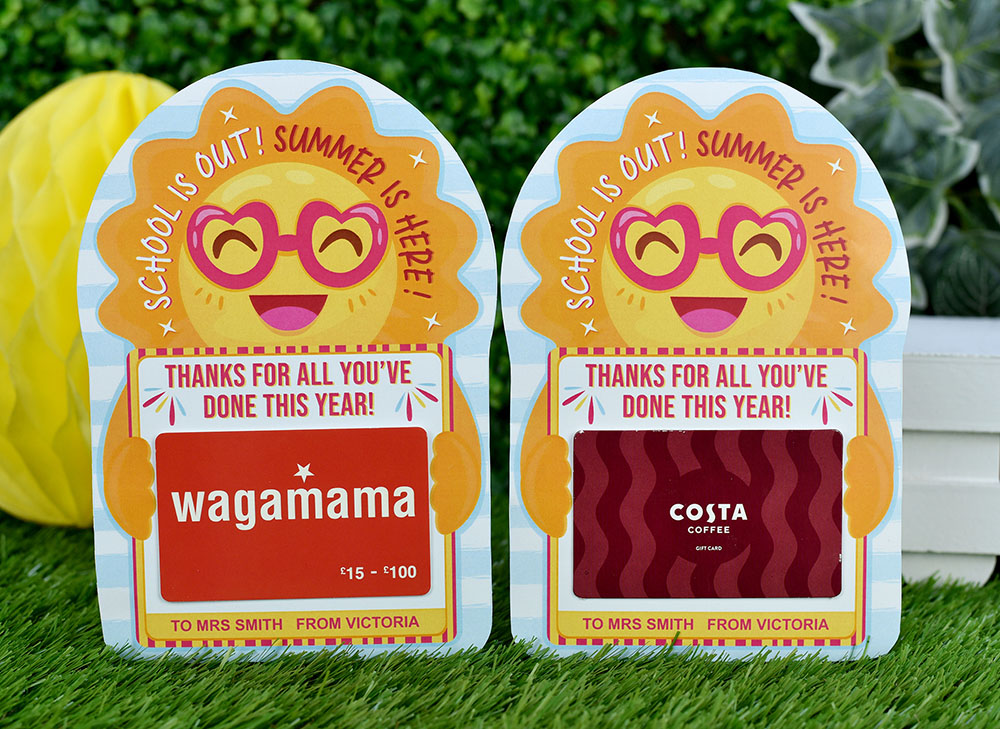 SCHOOL IS OUT! SUMMER IS HERE!
THANKS FOR ALL YOU'VE
DONE THIS YEAR!
wagamama
£15 - £100
TO MRS SMITH FROM VICTORIA
SCHOOL IS OUT! SUMMER IS HERE!
THANKS FOR ALL YOU'VE
DONE THIS YEAR!
COSTA
COFFEE
GIFT CARD
TO MRS SMITH FROM VICTORIA